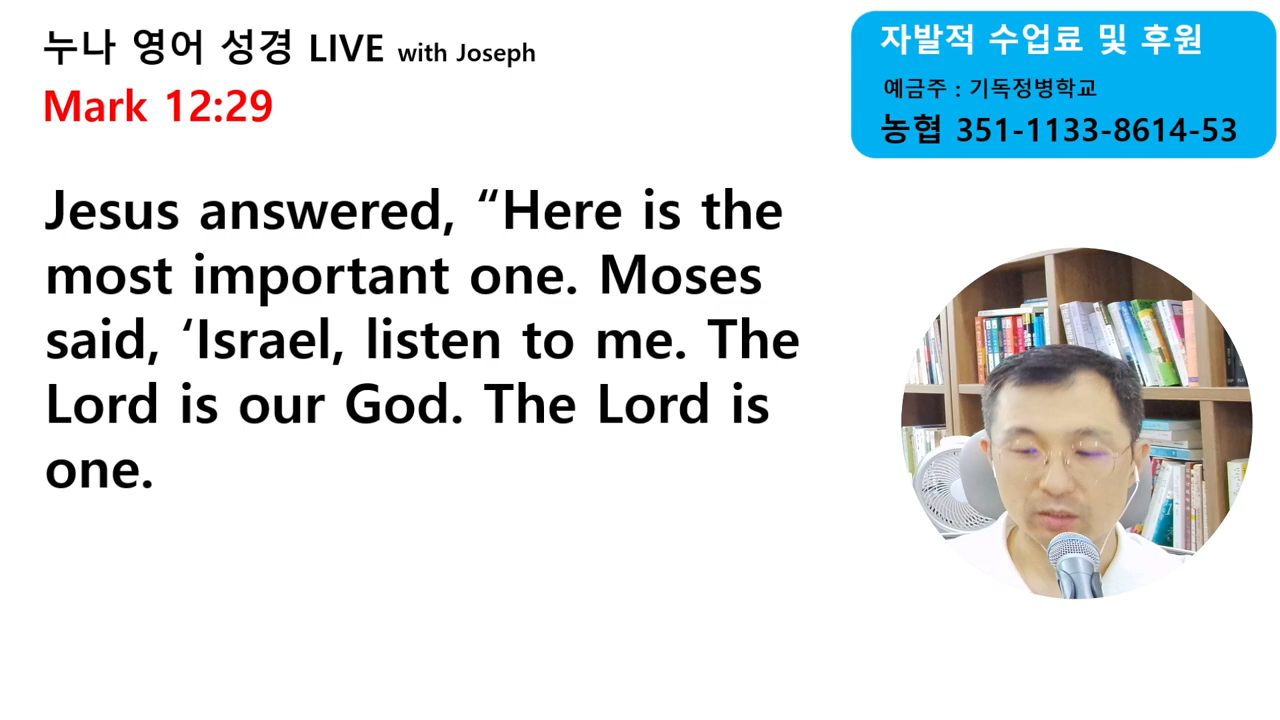 누나 영어 성경 LIVE with Joseph
Mark 12:29
자발적 수업료 및 후원
예금주 : 기독정병학교
농협 351-1133-8614-53
Jesus answered, “Here is the
most important one. Moses
said, ‘Israel, listen to me. The
Lord is our God. The Lord is
one.